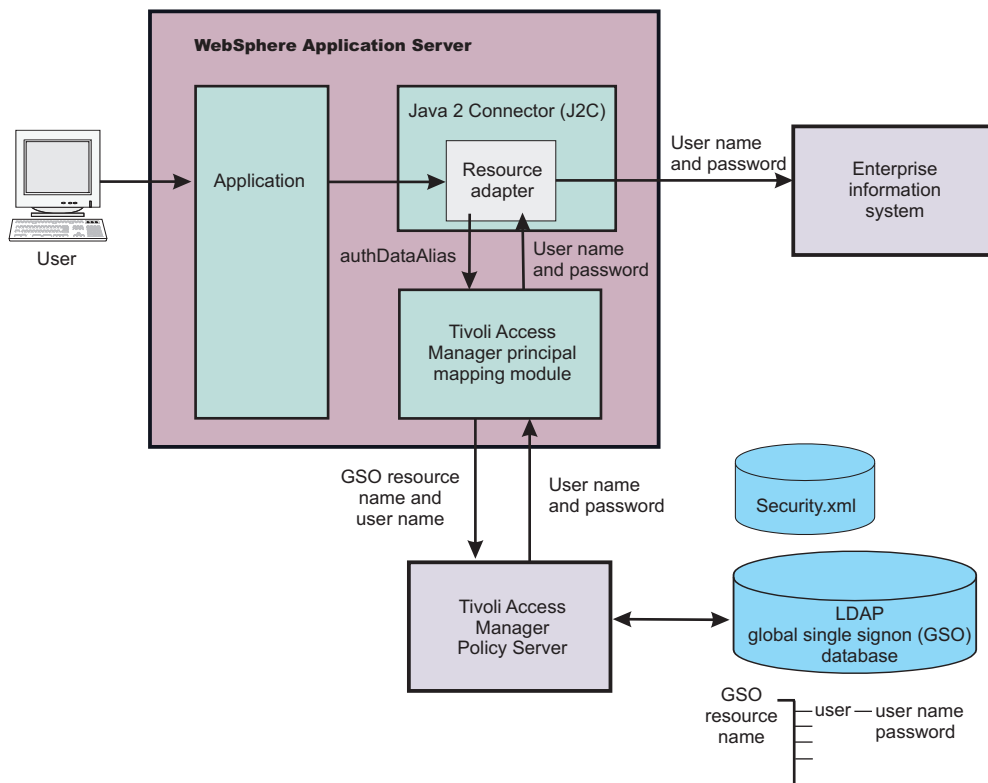 WebSphere Application Server
Java 2 Connector (J2C)
User name
and password
Resource
adapter
Application
Enterprise
information
system
User
authDataAlias
User name
and password
Tivoli Access
Manager principal
mapping module
GSO resource
name and
user name
User name
and password
Security.xml
Tivoli Access
Manager
Policy Server
LDAP
global single signon (GSO)
database
GSO
resource
name
user
user name
password